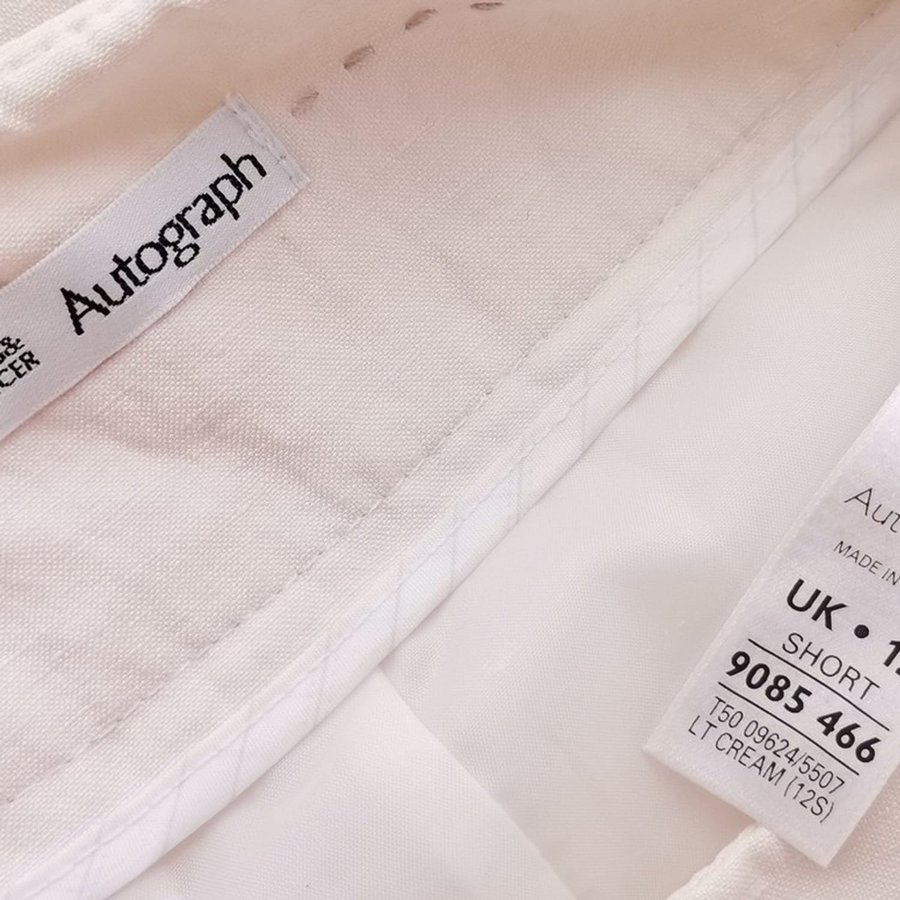 Autograph
&
CER
Aut
MADE IN
UK • 1
SHORT
9085 466
T50 09624/5507
LT CREAM (12S)